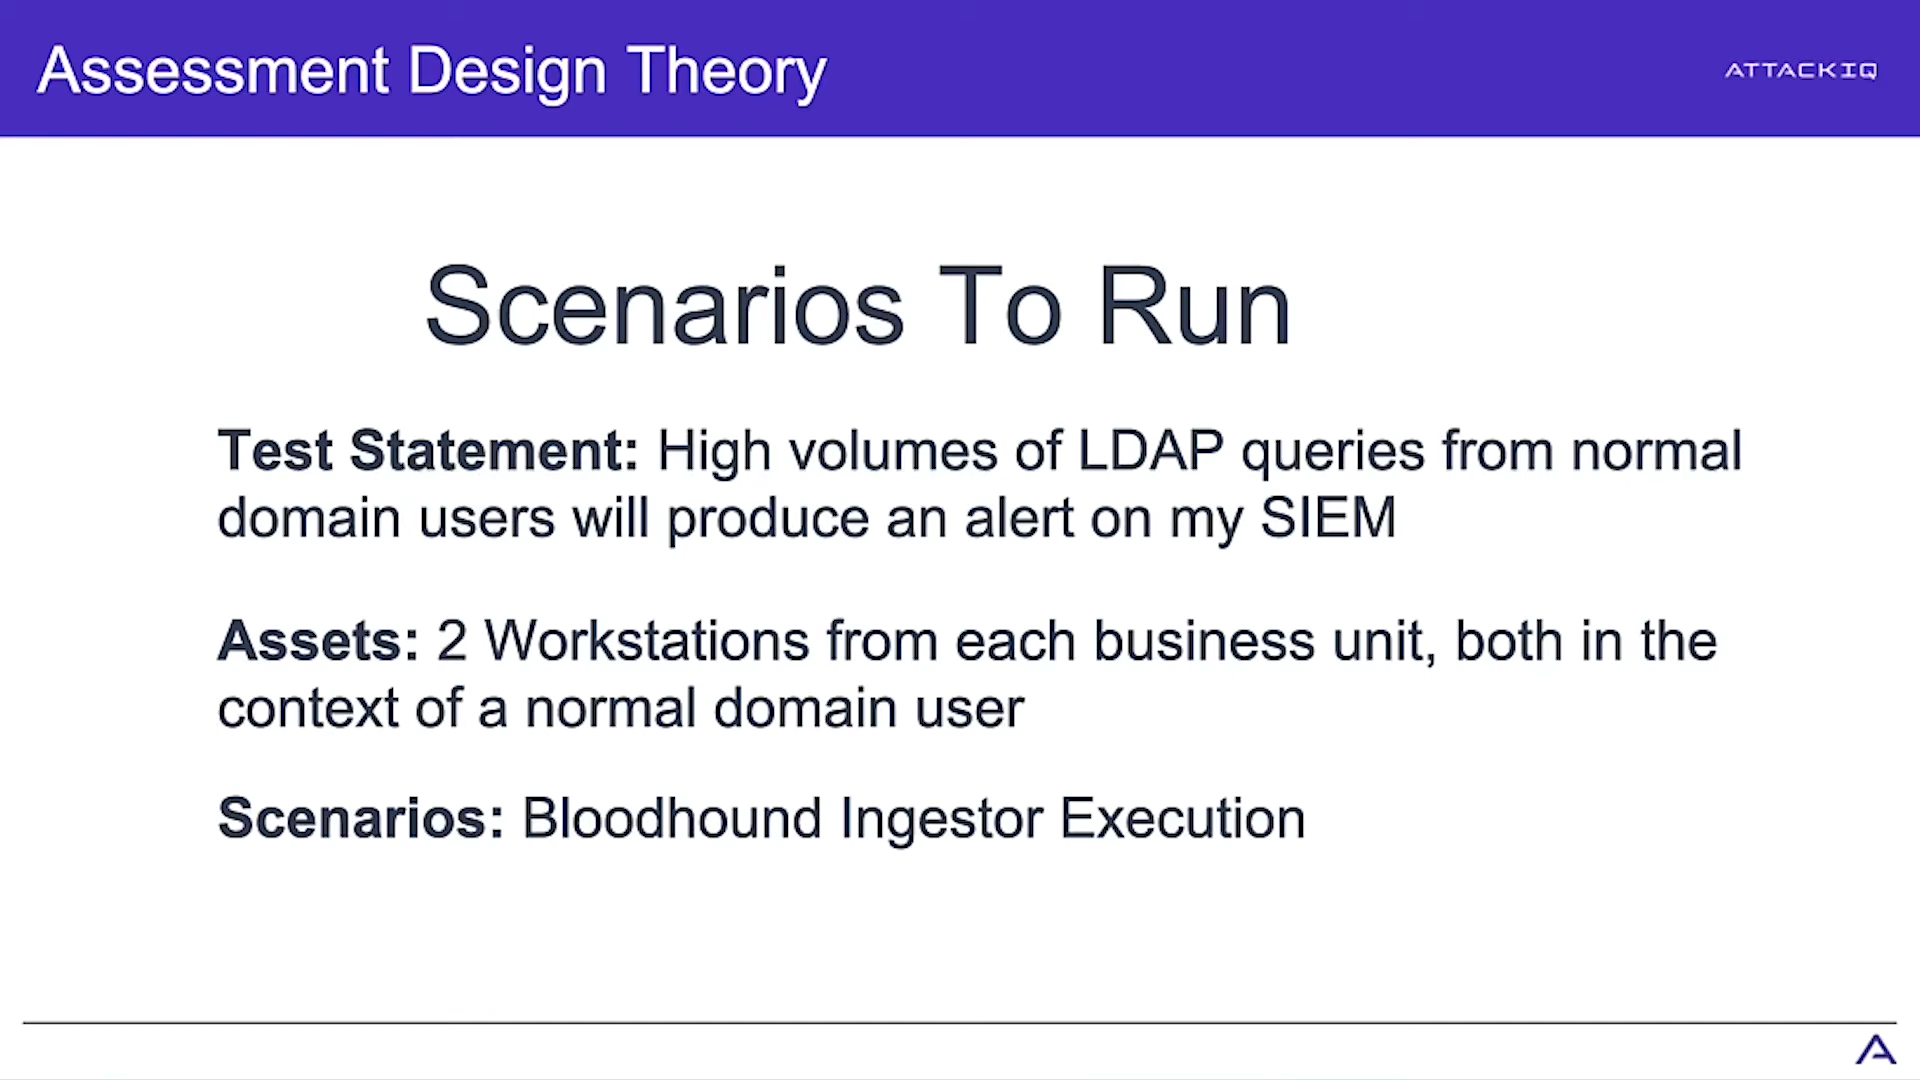 Assessment Design Theory
ATTACKIQ
Scenarios To Run
Test Statement: High volumes of LDAP queries from normal
domain users will produce an alert on my SIEM
Assets: 2 Workstations from each business unit, both in the
context of a normal domain user
Scenarios: Bloodhound Ingestor Execution